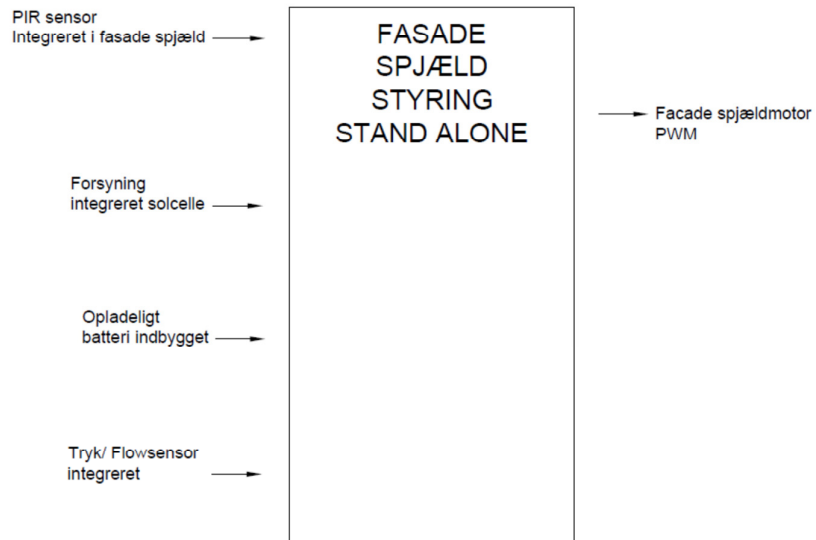 PIR sensor
Integreret i fasade spjæld
FASADE
SPJÆLD
STYRING
STAND ALONE
Facade spjældmotor
PWM
Forsyning
integreret solcelle
Opladeligt
batteri indbygget
Tryk/ Flowsensor
integreret